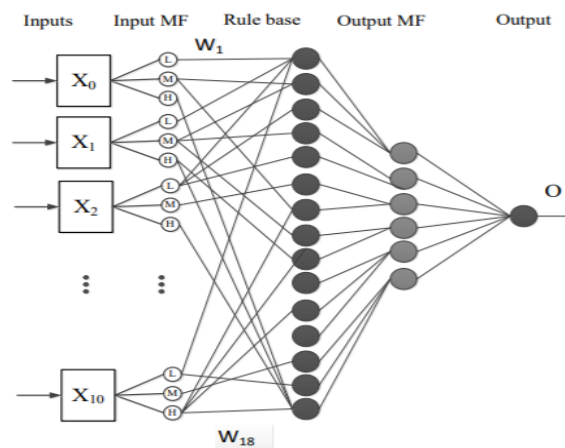 Inputs Input MF Rule base Output MF Output
W1
L
X0 M
H
L
X1 M
H
L
X2 M
H
O
L
X10 M
H
W18